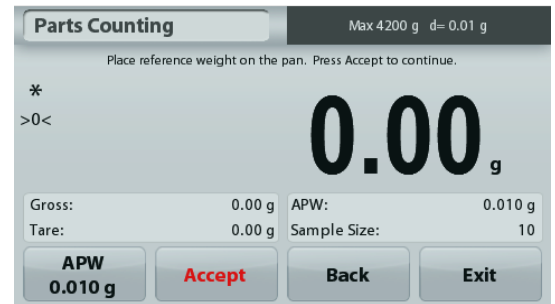 Parts Counting Max 4200 g d= 0.01 g
Place reference weight on the pan. Press Accept to continue.
*
>0<
0.00 g
Gross: 0.00 g APW: 0.010 g
Tare: 0.00 g Sample Size: 10
APW Accept Back Exit
0.010 g